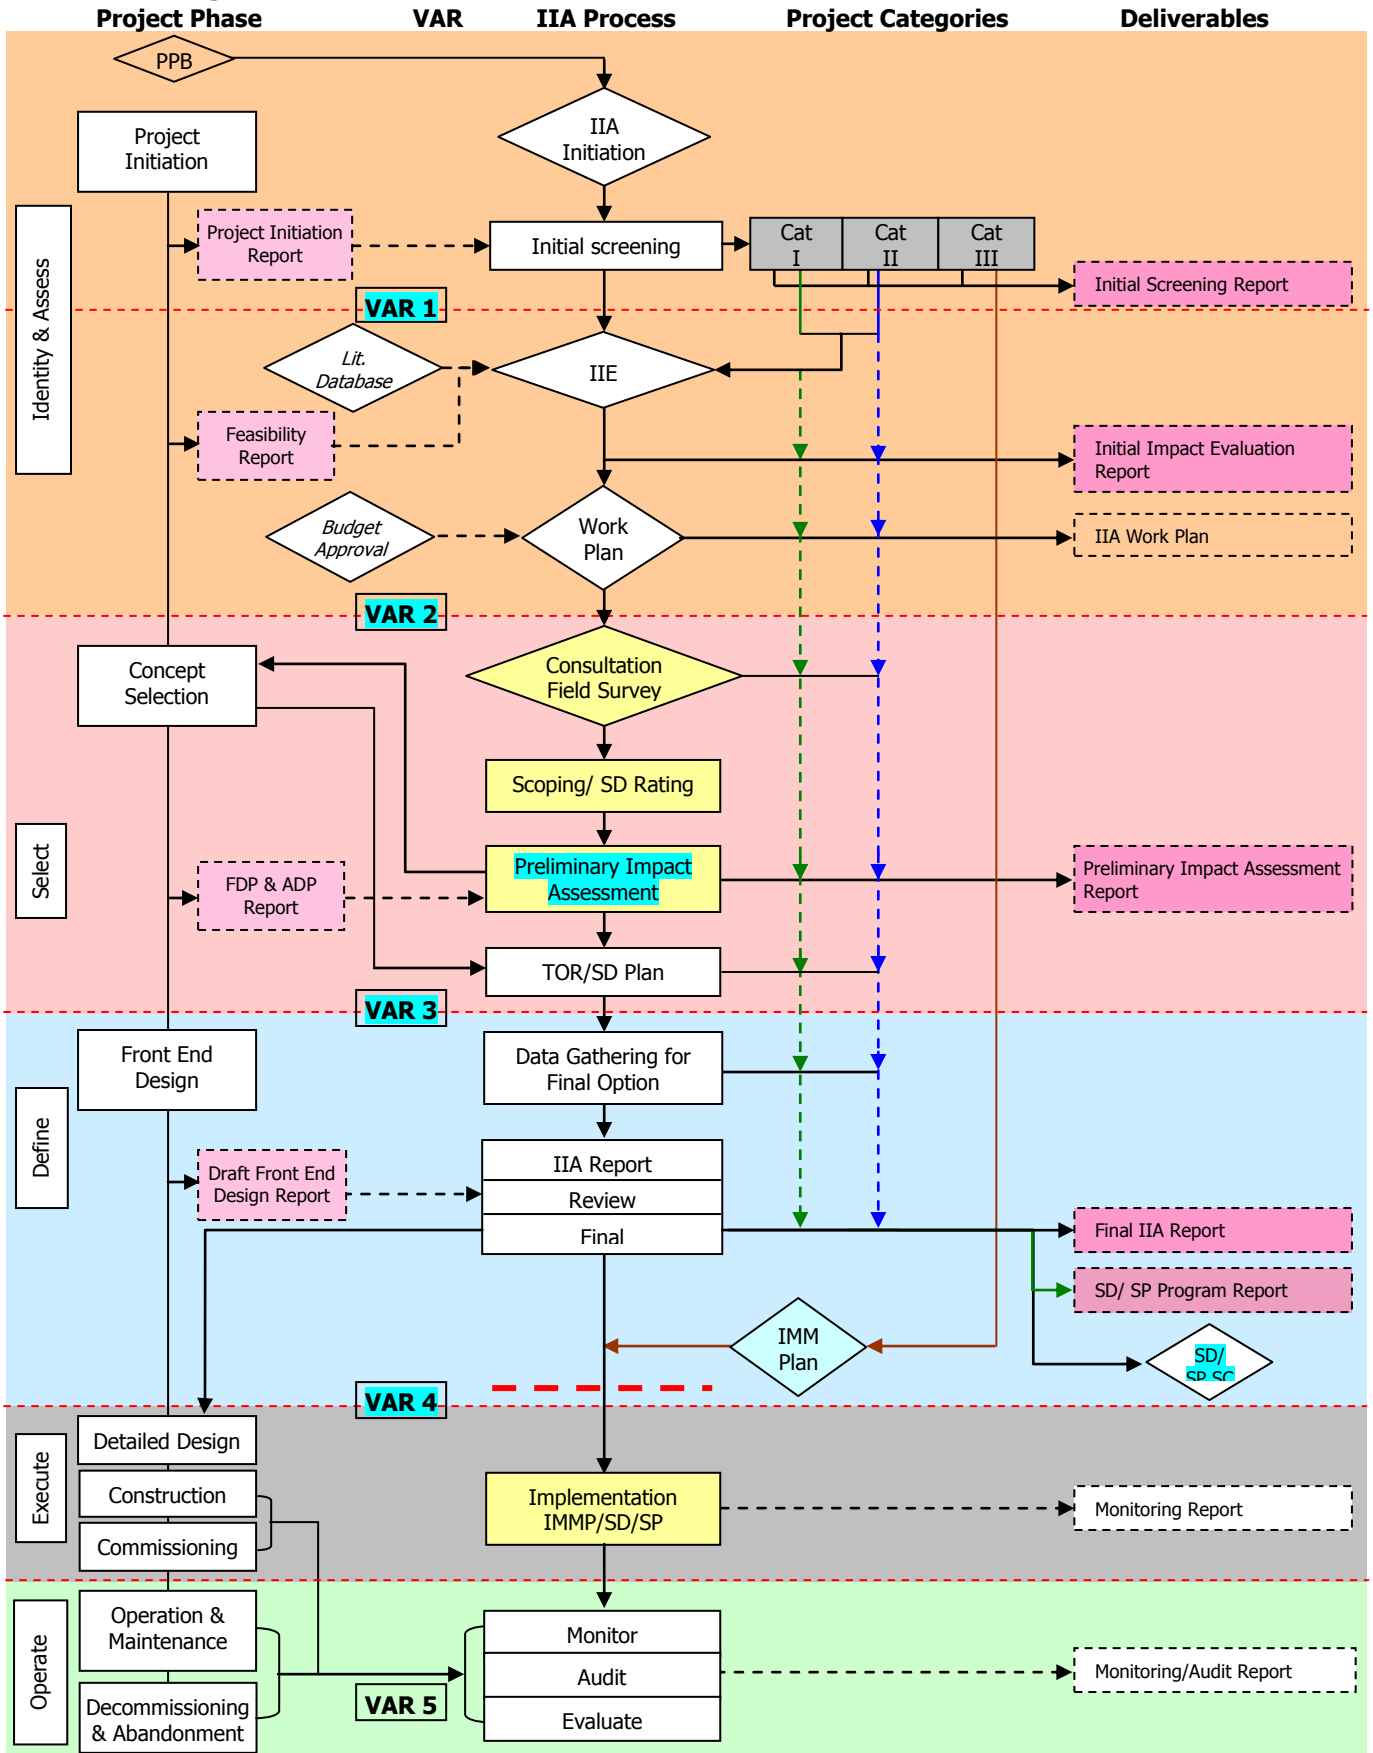 Project Phase VAR IIA Process Project Categories Deliverables
PPB
IIA
Initiation
Project
Initiation
Project Initiation
Report
Initial screening
Cat
I
Cat
II
Cat
III
Initial Screening Report
VAR 1
Identity & Assess
Lit.
Database
IIE
Feasibility
Report
Initial Impact Evaluation
Report
Budget
Approval
Work
Plan
IIA Work Plan
VAR 2
Concept
Selection
Consultation
Field Survey
Scoping/ SD Rating
Select
FDP & ADP
Report
Preliminary Impact
Assessment
Preliminary Impact Assessment
Report
TOR/SD Plan
VAR 3
Front End
Design
Data Gathering for
Final Option
Define
Draft Front End
Design Report
IIA Report
Review
Final
Final IIA Report
SD/ SP Program Report
IMM
Plan
SD/
SP SC
VAR 4
Execute
Detailed Design
Construction
Commissioning
Implementation
IMMP/SD/SP
Monitoring Report
Operate
Operation &
Maintenance
Decommissioning
& Abandonment
VAR 5
Monitor
Audit
Evaluate
Monitoring/Audit Report